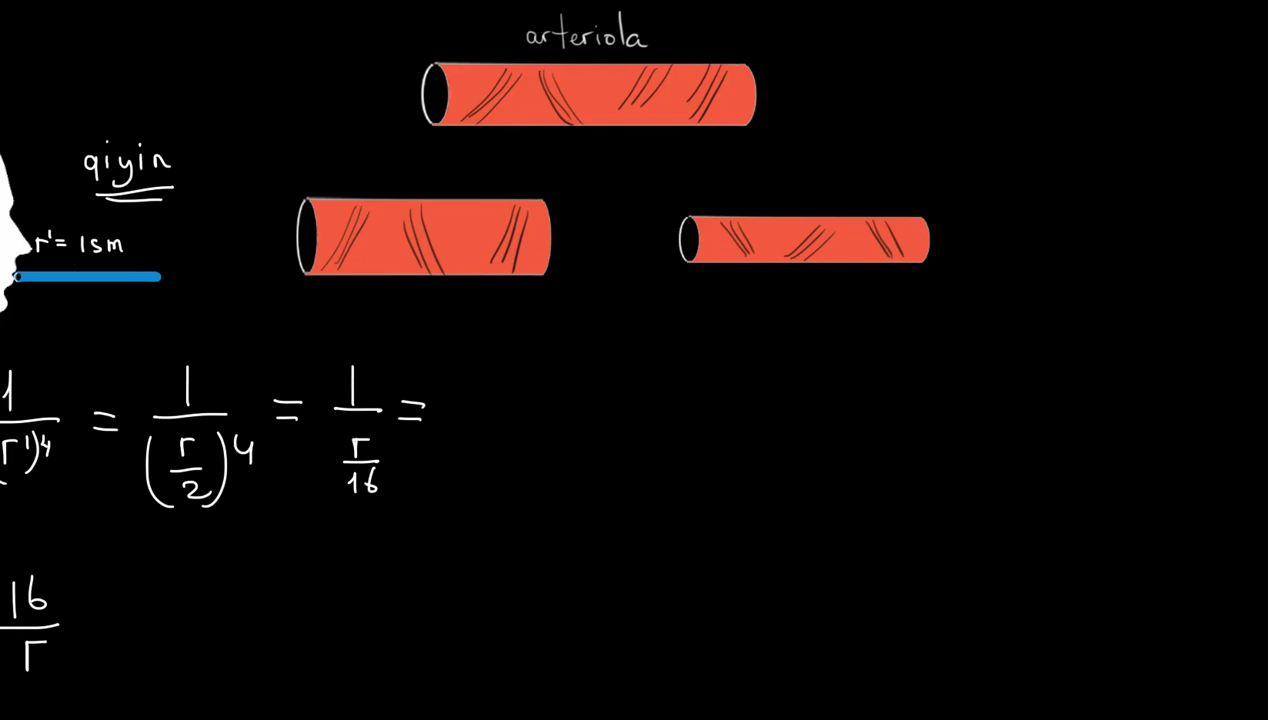 arteriola
qiyin
r' = 1sm
1/(r')^4 = 1/(r/2)^4 = 1/(r/16) =
16/r